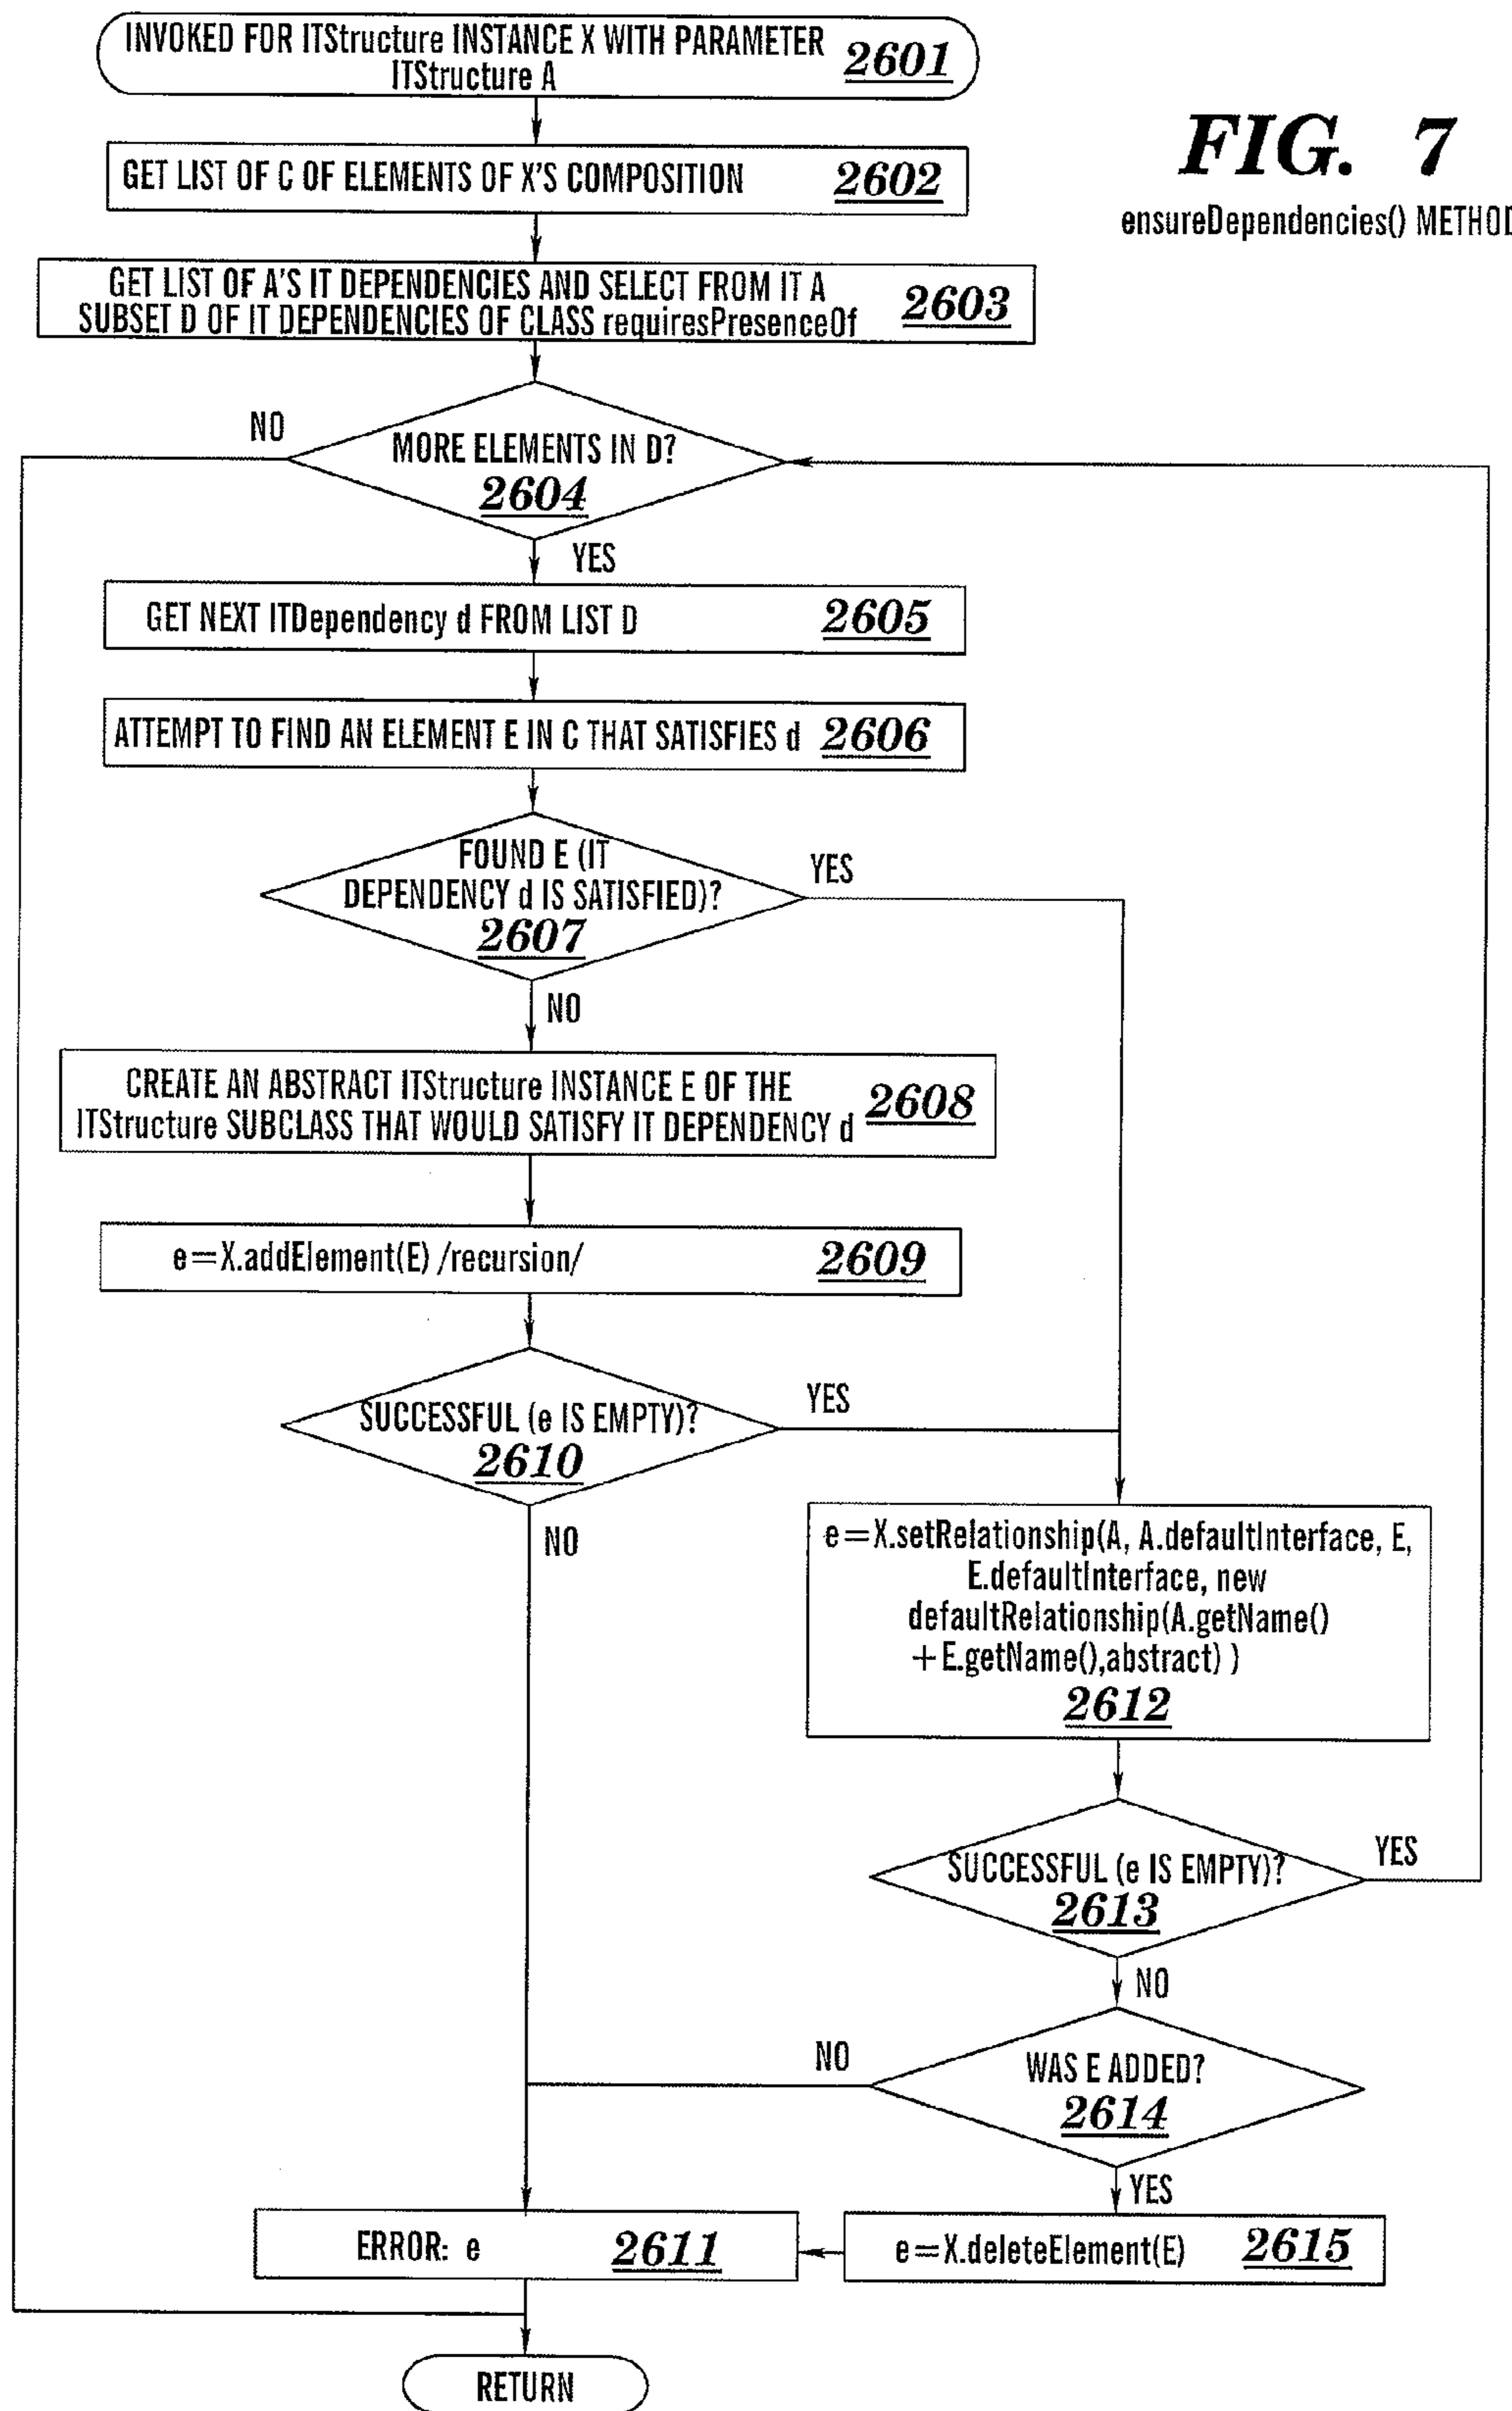 INVOKED FOR ITStructure INSTANCE X WITH PARAMETER
ITStructure A
2601
FIG. 7
ensureDependencies() METHOD
GET LIST OF C OF ELEMENTS OF X'S COMPOSITION 2602
GET LIST OF A'S IT DEPENDENCIES AND SELECT FROM IT A
SUBSET D OF IT DEPENDENCIES OF CLASS requiresPresenceOf
2603
NO
MORE ELEMENTS IN D?
2604
YES
GET NEXT ITDependency d FROM LIST D 2605
ATTEMPT TO FIND AN ELEMENT E IN C THAT SATISFIES d 2606
FOUND E (IT
DEPENDENCY d IS SATISFIED)?
2607
YES
NO
CREATE AN ABSTRACT ITStructure INSTANCE E OF THE
ITStructure SUBCLASS THAT WOULD SATISFY IT DEPENDENCY d
2608
e=X.addElement(E) /recursion/ 2609
SUCCESSFUL (e IS EMPTY)?
2610
YES
NO
e=X.setRelationship(A, A.defaultInterface, E,
E.defaultInterface, new
defaultRelationship(A.getName()
+E.getName(),abstract) )
2612
SUCCESSFUL (e IS EMPTY)?
2613
YES
NO
WAS E ADDED?
2614
NO
YES
ERROR: e 2611
e=X.deleteElement(E) 2615
RETURN